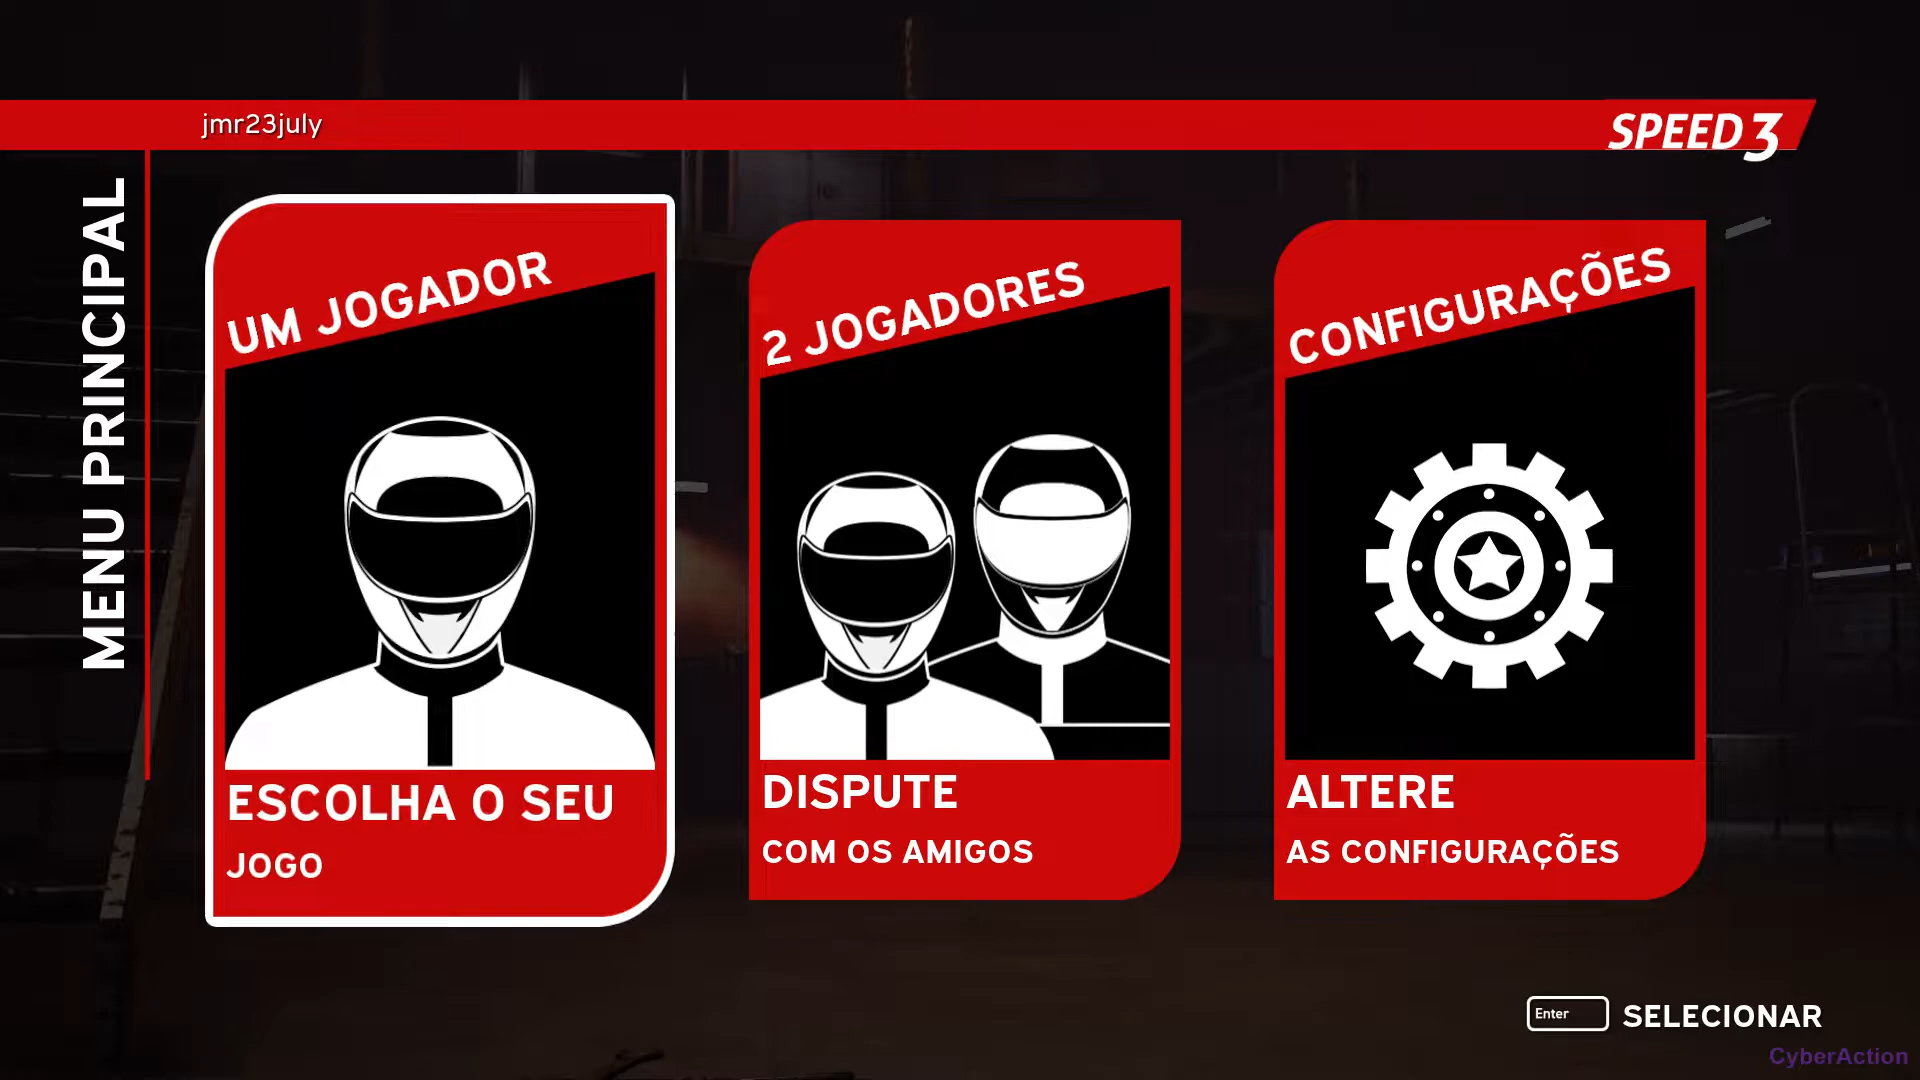 jmr23july
SPEED 3
MENU PRINCIPAL
UM JOGADOR
ESCOLHA O SEU
JOGO
2 JOGADORES
DISPUTE
COM OS AMIGOS
CONFIGURAÇÕES
ALTERE
AS CONFIGURAÇÕES
Enter SELECIONAR
CyberAction